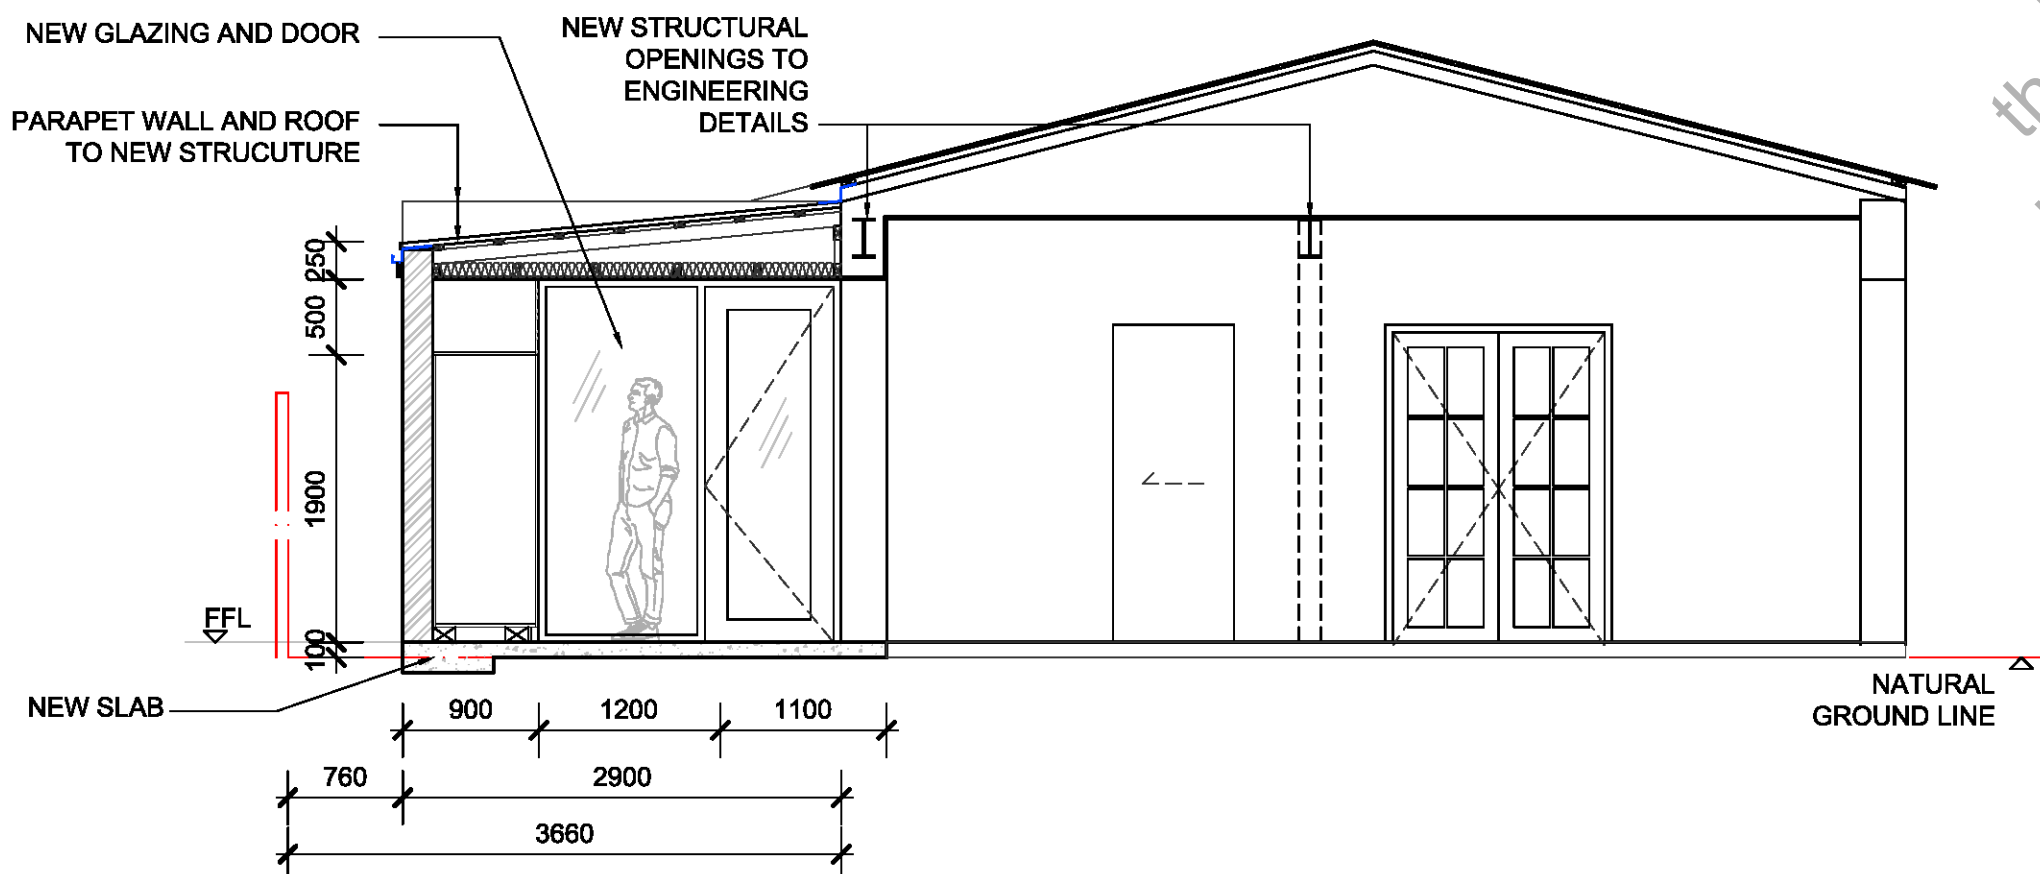 NEW GLAZING AND DOOR
PARAPET WALL AND ROOF
TO NEW STRUCUTURE
NEW STRUCTURAL
OPENINGS TO
ENGINEERING
DETAILS
250
500
1900
100
FFL
NEW SLAB
900
1200
1100
760
2900
3660
NATURAL
GROUND LINE